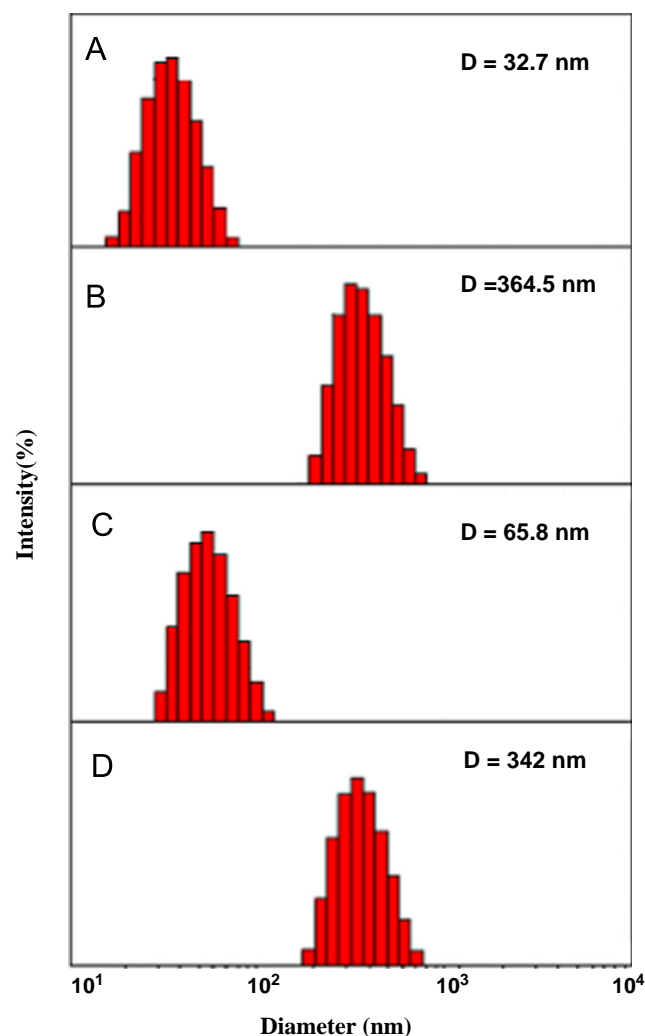 A
D = 32.7 nm
B
D =364.5 nm
C
D = 65.8 nm
D
D = 342 nm
Intensity(%)
10¹ 10² 10³ 10⁴
Diameter (nm)